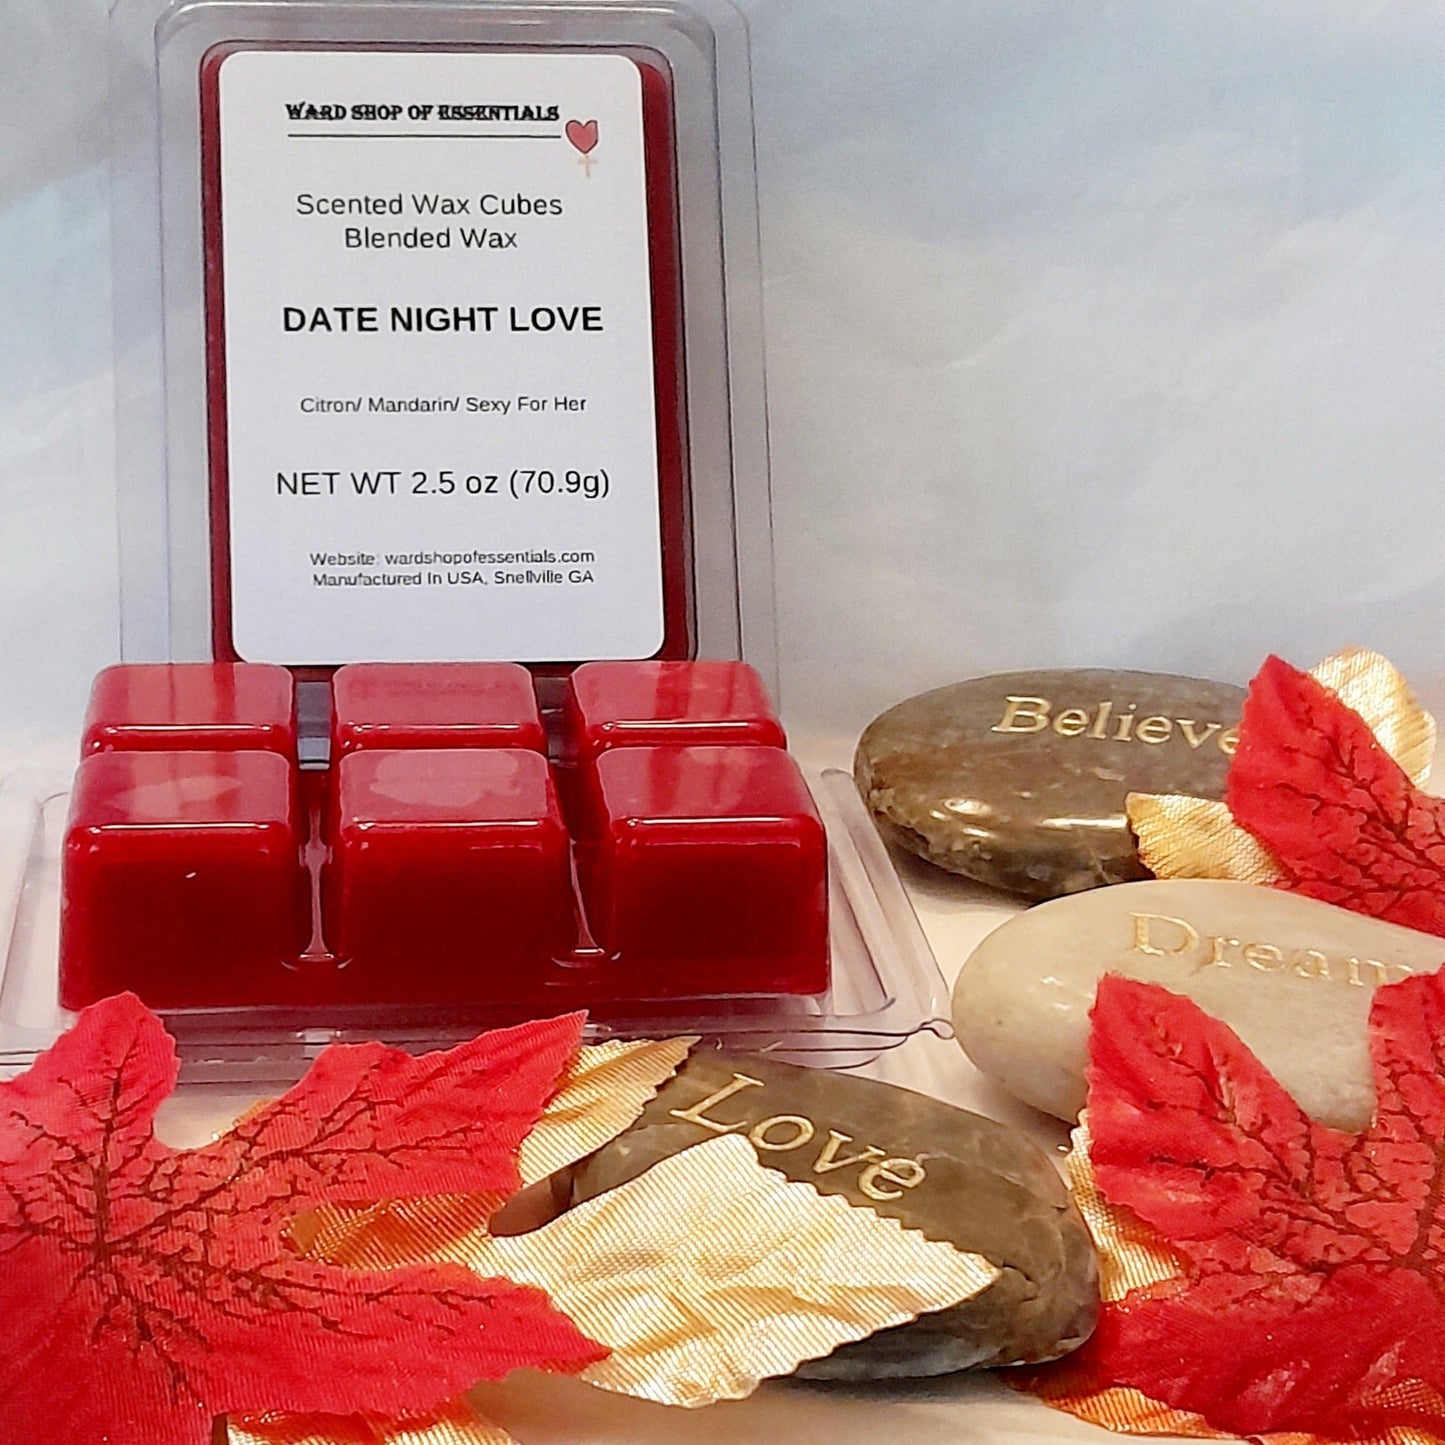 WARD SHOP OF ESSENTIALS
Scented Wax Cubes
Blended Wax
DATE NIGHT LOVE
Citron/ Mandarin/ Sexy For Her
NET WT 2.5 oz (70.9g)
Website: wardshopofessentials.com
Manufactured In USA, Snellville GA
Believe
Dream
Love